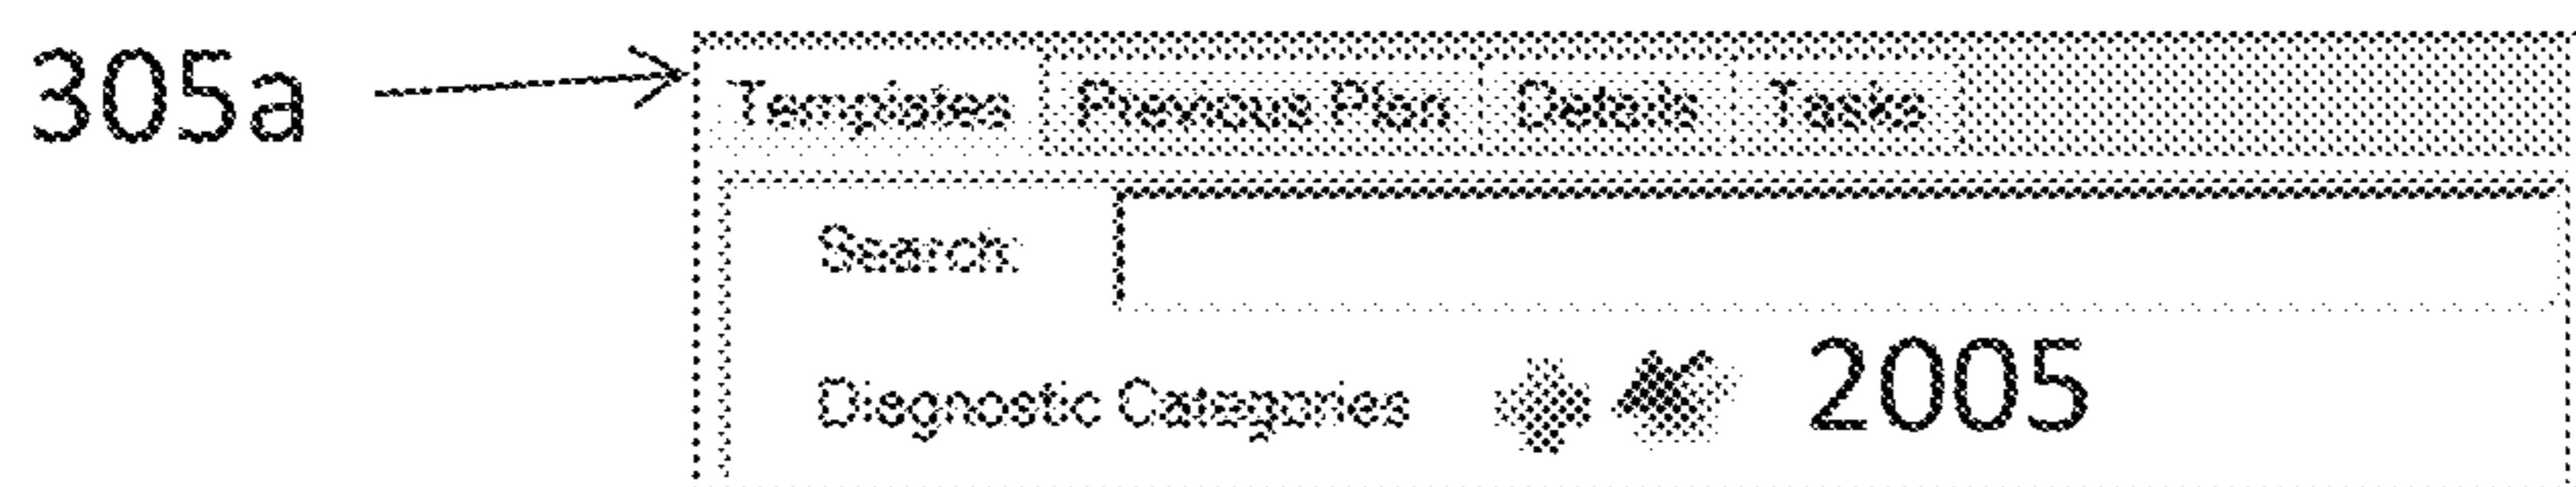 305a
Templates Previous Plan Details Tasks
Search:
Diagnostic Categories 2005